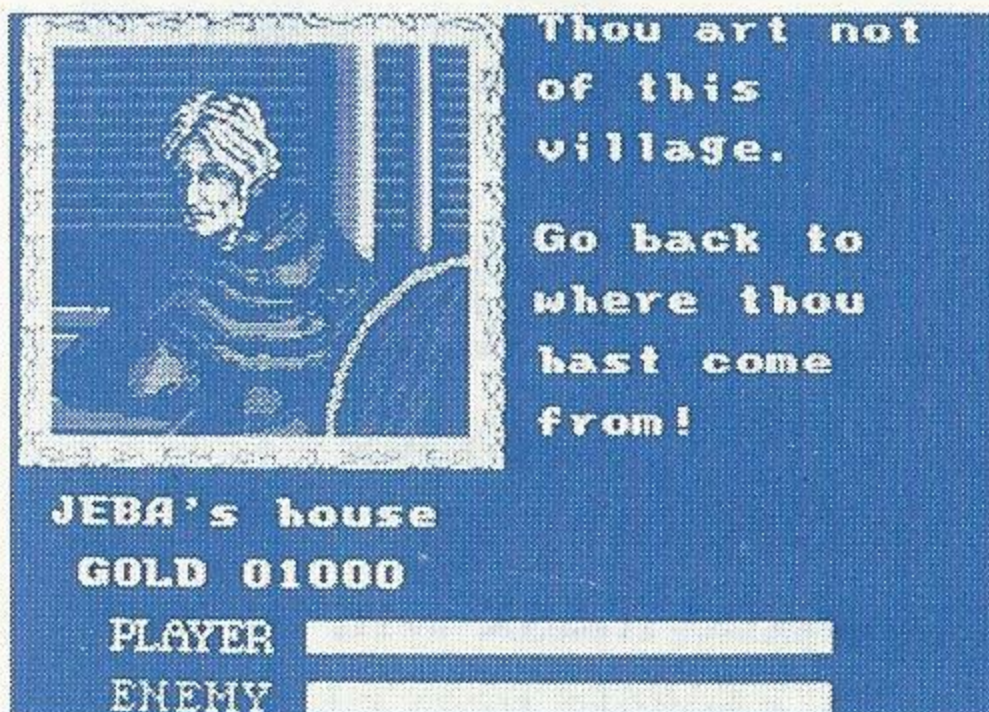 Thou art not
of this
village.
Go back to
where thou
hast come
from!
JEBA's house
GOLD 01000
PLAYER
ENEMY